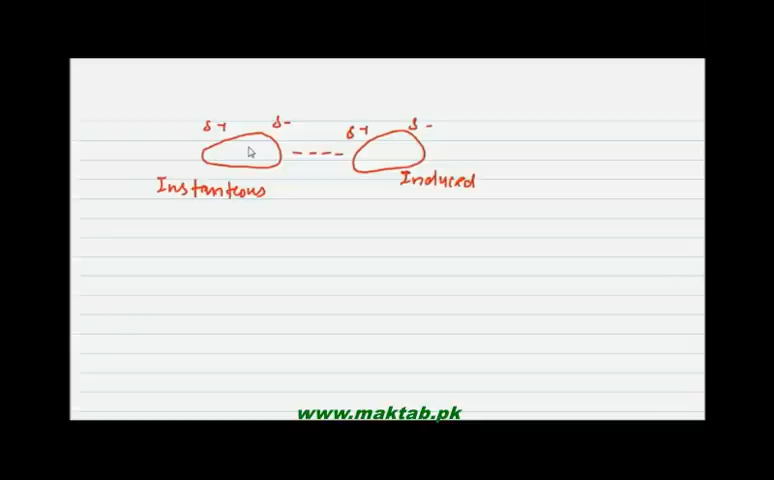 δ+ δ- δ+ δ-
Instanteous Induced
www.maktab.pk